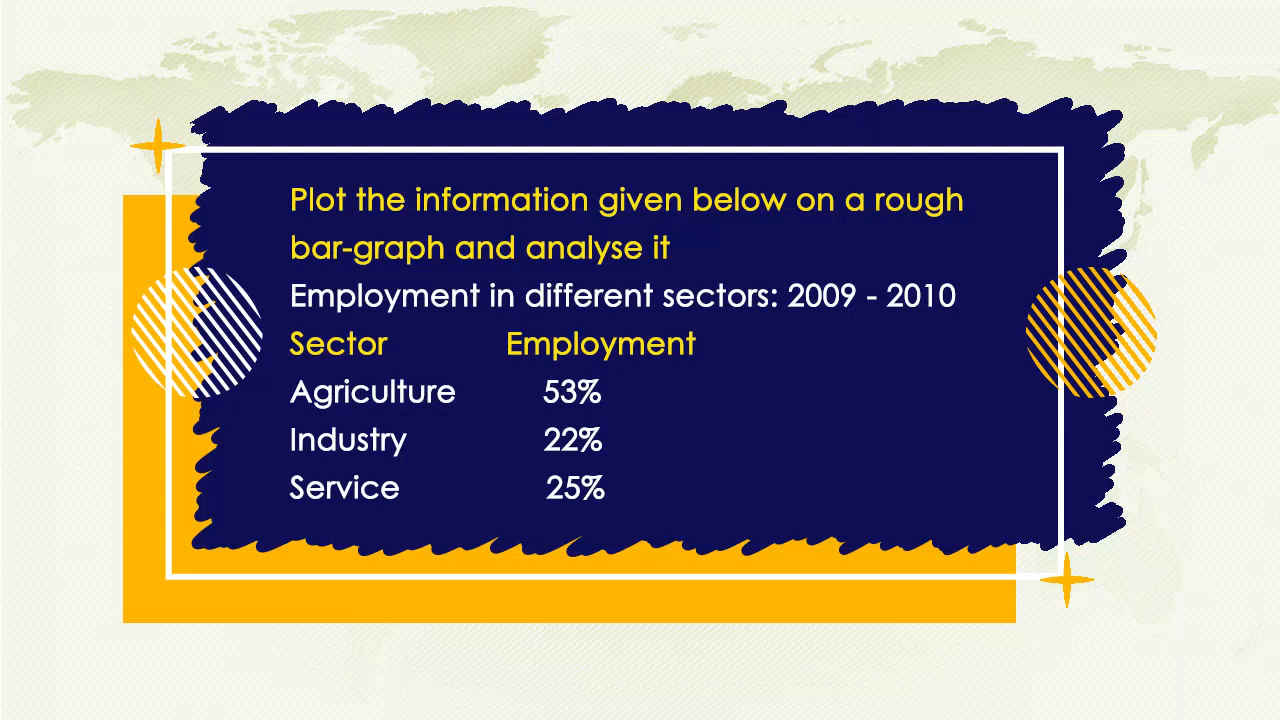 Plot the information given below on a rough
bar-graph and analyse it
Employment in different sectors: 2009 - 2010
Sector Employment
Agriculture 53%
Industry 22%
Service 25%